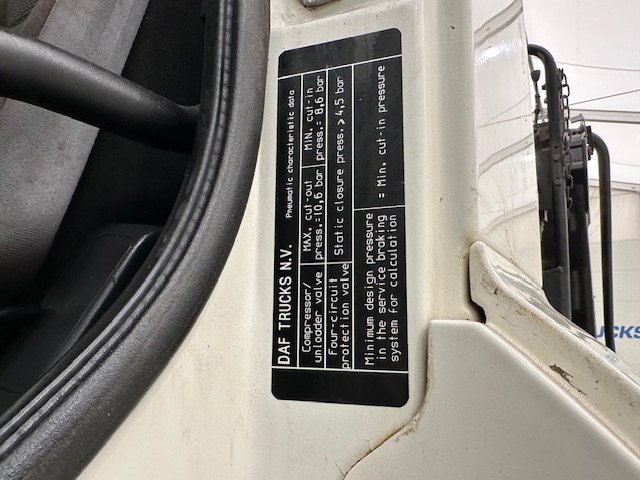 DAF TRUCKS N.V. Pneumatic characteristic data
Compressor/ MAX. cut-out MIN. cut-in
unloader valve press.=10,6 bar press.= 8,6 bar
Four-circuit
protection valve Static closure press. > 4,5 bar
Minimum design pressure
in the service braking = Min. cut-in pressure
system for calculation
RUCKS